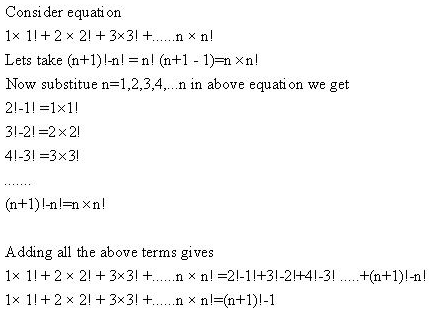 Consider equation
1× 1! + 2 × 2! + 3×3! +......n × n!
Lets take (n+1)!-n! = n! (n+1 - 1)=n ×n!
Now substitue n=1,2,3,4,...n in above equation we get
2!-1! =1×1!
3!-2! =2× 2!
4!-3! =3×3!
.......
(n+1)!-n!=n ×n!
Adding all the above terms gives
1× 1! + 2 × 2! + 3×3! +......n × n! =2!-1!+3!-2!+4!-3! .....+(n+1)!-n!
1× 1! + 2 × 2! + 3×3! +......n × n!=(n+1)!-1